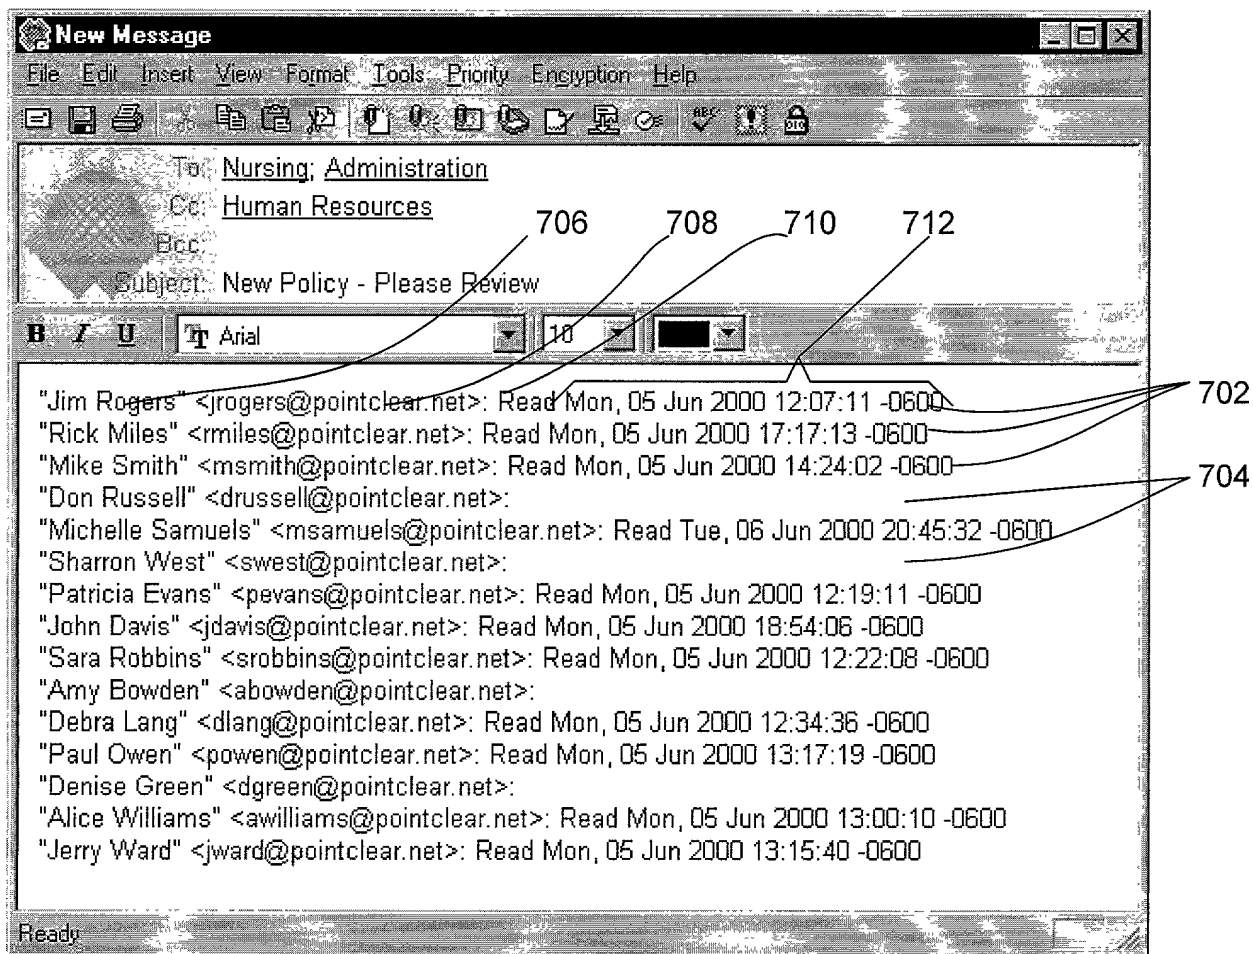 New Message
File Edit Insert View Format Tools Priority Encryption Help
To: Nursing; Administration
Cc: Human Resources
Bcc:
Subject: New Policy - Please Review
706 708 710 712
B I U Arial 10
"Jim Rogers" <jrogers@pointclear.net>: Read Mon, 05 Jun 2000 12:07:11 -0600
702
"Rick Miles" <rmiles@pointclear.net>: Read Mon, 05 Jun 2000 17:17:13 -0600
"Mike Smith" <msmith@pointclear.net>: Read Mon, 05 Jun 2000 14:24:02 -0600
704
"Don Russell" <drussell@pointclear.net>:
"Michelle Samuels" <msamuels@pointclear.net>: Read Tue, 06 Jun 2000 20:45:32 -0600
"Sharron West" <swest@pointclear.net>:
"Patricia Evans" <pevans@pointclear.net>: Read Mon, 05 Jun 2000 12:19:11 -0600
"John Davis" <jdavis@pointclear.net>: Read Mon, 05 Jun 2000 18:54:06 -0600
"Sara Robbins" <srobbins@pointclear.net>: Read Mon, 05 Jun 2000 12:22:08 -0600
"Amy Bowden" <abowden@pointclear.net>:
"Debra Lang" <dlang@pointclear.net>: Read Mon, 05 Jun 2000 12:34:36 -0600
"Paul Owen" <powen@pointclear.net>: Read Mon, 05 Jun 2000 13:17:19 -0600
"Denise Green" <dgreen@pointclear.net>:
"Alice Williams" <awilliams@pointclear.net>: Read Mon, 05 Jun 2000 13:00:10 -0600
"Jerry Ward" <jward@pointclear.net>: Read Mon, 05 Jun 2000 13:15:40 -0600
Ready